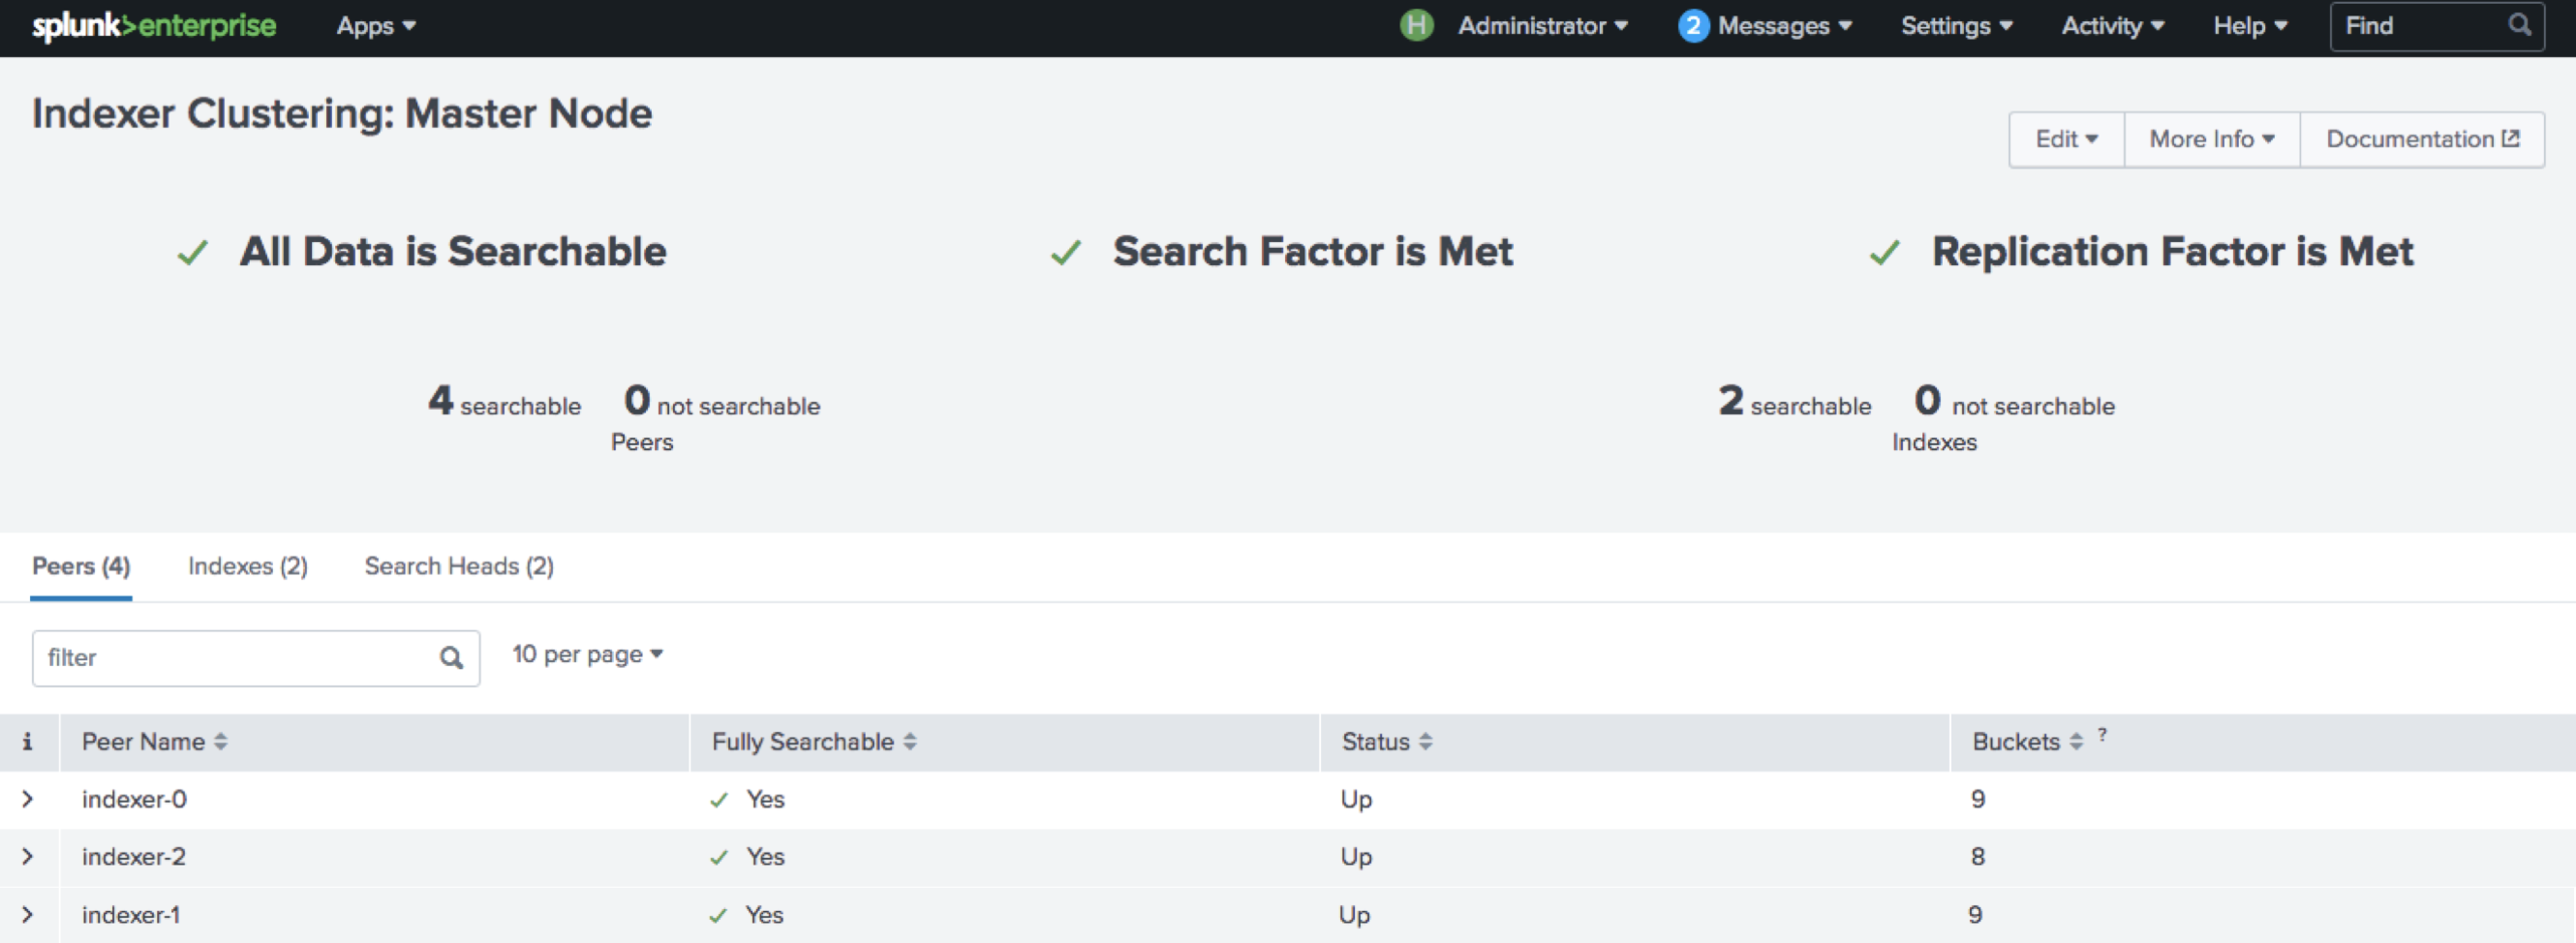 splunk>enterprise Apps H Administrator 2 Messages Settings Activity Help Find
Indexer Clustering: Master Node
Edit More Info Documentation
All Data is Searchable Search Factor is Met Replication Factor is Met
4 searchable 0 not searchable 2 searchable 0 not searchable
Peers Indexes
Peers (4) Indexes (2) Search Heads (2)
filter 10 per page
i Peer Name Fully Searchable Status Buckets ?
indexer-0 Yes Up 9
indexer-2 Yes Up 8
indexer-1 Yes Up 9